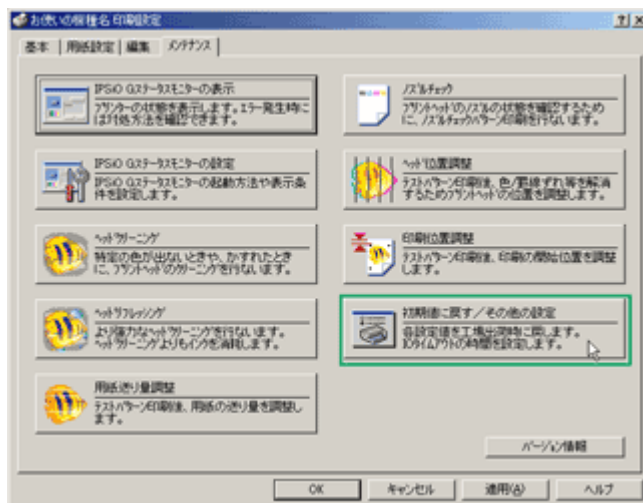 お使いの機種名 印刷設定
基本 用紙設定 編集 メンテナンス
IPSiO Gステータスモニターの表示
プリンターの状態を表示します。エラー発生時に
は対処方法を確認できます。
IPSiO Gステータスモニターの設定
IPSiO Gステータスモニターの起動方法や表示条
件を設定します。
ヘッドクリーニング
特定の色が出ないときや、かすれたとき
に、プリントヘッドのクリーニングを行ないます。
ヘッドリフレッシング
より強力なヘッドクリーニングを行ないます。
ヘッドクリーニングよりもインクを消耗します。
用紙送り量調整
テストパターン印刷後、用紙の送り量を調整し
ます。
ノズルチェック
プリントヘッドのノズルの状態を確認するため
に、ノズルチェックパターン印刷を行ないます。
ヘッド位置調整
テストパターン印刷後、色/罫線ずれ等を解消
するためプリントヘッドの位置を調整します。
印刷位置調整
テストパターン印刷後、印刷の開始位置を調整
します。
初期値に戻す/その他の設定
各設定値を工場出荷時に戻します。
IOタイムアウトの時間を設定します。
バージョン情報
OK キャンセル 適用(A) ヘルプ